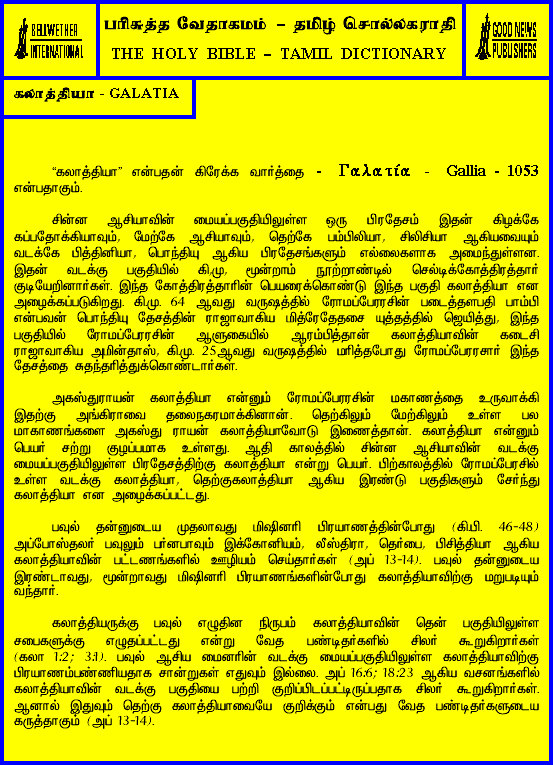 BELLWETHER
INTERNATIONAL
பரிசுத்த வேதாகமம் – தமிழ் சொல்லகராதி
THE HOLY BIBLE – TAMIL DICTIONARY
GOOD NEWS
PUBLISHERS
கலாத்தியா - GALATIA
“கலாத்தியா” என்பதன் கிரேக்க வார்த்தை - Γαλατία - Gallia - 1053
என்பதாகும்.
சின்ன ஆசியாவின் மையப்பகுதியிலுள்ள ஒரு பிரதேசம் இதன் கிழக்கே
கப்பதோக்கியாவும், மேற்கே ஆசியாவும், தெற்கே பம்பிலியா, சிலிசியா ஆகியவையும்
வடக்கே பித்தினியா, பொந்தியு ஆகிய பிரதேசங்களும் எல்லைகளாக அமைந்துள்ளன.
இதன் வடக்கு பகுதியில் கி.மு, மூன்றாம் நூற்றாண்டில் செல்டிக்கோத்திரத்தார்
குடியேறினார்கள். இந்த கோத்திரத்தாரின் பெயரைக்கொண்டு இந்த பகுதி கலாத்தியா என
அழைக்கப்படுகிறது. கி.மு. 64 ஆவது வருஷத்தில் ரோமப்பேரரசின் படைத்தளபதி பாம்பி
என்பவன் பொந்தியு தேசத்தின் ராஜாவாகிய மித்ரேதேதசை யுத்தத்தில் ஜெயித்து, இந்த
பகுதியில் ரோமப்பேரரசின் ஆளுகையில் ஆரம்பித்தான் கலாத்தியாவின் கடைசி
ராஜாவாகிய அமின்தாஸ், கி.மு. 25ஆவது வருஷத்தில் மரித்தபோது ரோமப்பேரரசார் இந்த
தேசத்தை சுதந்தரித்துக்கொண்டார்கள்.
அகஸ்துராயன் கலாத்தியா என்னும் ரோமப்பேரரசின் மகாணத்தை உருவாக்கி
இதற்கு அங்கிராவை தலைநகரமாக்கினான். தெற்கிலும் மேற்கிலும் உள்ள பல
மாகாணங்களை அகஸ்து ராயன் கலாத்தியாவோடு இணைத்தான். கலாத்தியா என்னும்
பெயர் சற்று குழப்பமாக உள்ளது. ஆதி காலத்தில் சின்ன ஆசியாவின் வடக்கு
மையப்பகுதியிலுள்ள பிரதேசத்திற்கு கலாத்தியா என்று பெயர். பிற்காலத்தில் ரோமப்பேரசில்
உள்ள வடக்கு கலாத்தியா, தெற்குகலாத்தியா ஆகிய இரண்டு பகுதிகளும் சேர்ந்து
கலாத்தியா என அழைக்கப்பட்டது.
பவுல் தன்னுடைய முதலாவது மிஷினரி பிரயாணத்தின்போது (கி.பி. 46-48)
அப்போஸ்தலர் பவுலும் பர்னபாவும் இக்கோனியம், லீஸ்திரா, தெர்பை, பிசித்தியா ஆகிய
கலாத்தியாவின் பட்டணங்களில் ஊழியம் செய்தார்கள் (அப் 13-14). பவுல் தன்னுடைய
இரண்டாவது, மூன்றாவது மிஷினரி பிரயாணங்களின்போது கலாத்தியாவிற்கு மறுபடியும்
வந்தார்.
கலாத்தியருக்கு பவுல் எழுதின நிருபம் கலாத்தியாவின் தென் பகுதியிலுள்ள
சபைகளுக்கு எழுதப்பட்டது என்று வேத பண்டிதர்களில் சிலர் கூறுகிறார்கள்
(கலா 1:2; 3:1). பவுல் ஆசிய மைனரின் வடக்கு மையப்பகுதியிலுள்ள கலாத்தியாவிற்கு
பிரயாணம்பண்ணியதாக சான்றுகள் எதுவும் இல்லை. அப் 16:6; 18:23 ஆகிய வசனங்களில்
கலாத்தியாவின் வடக்கு பகுதியை பற்றி குறிப்பிடப்பட்டிருப்பதாக சிலர் கூறுகிறார்கள்.
ஆனால் இதுவும் தெற்கு கலாத்தியாவையே குறிக்கும் என்பது வேத பண்டிதர்களுடைய
கருத்தாகும் (அப் 13-14).